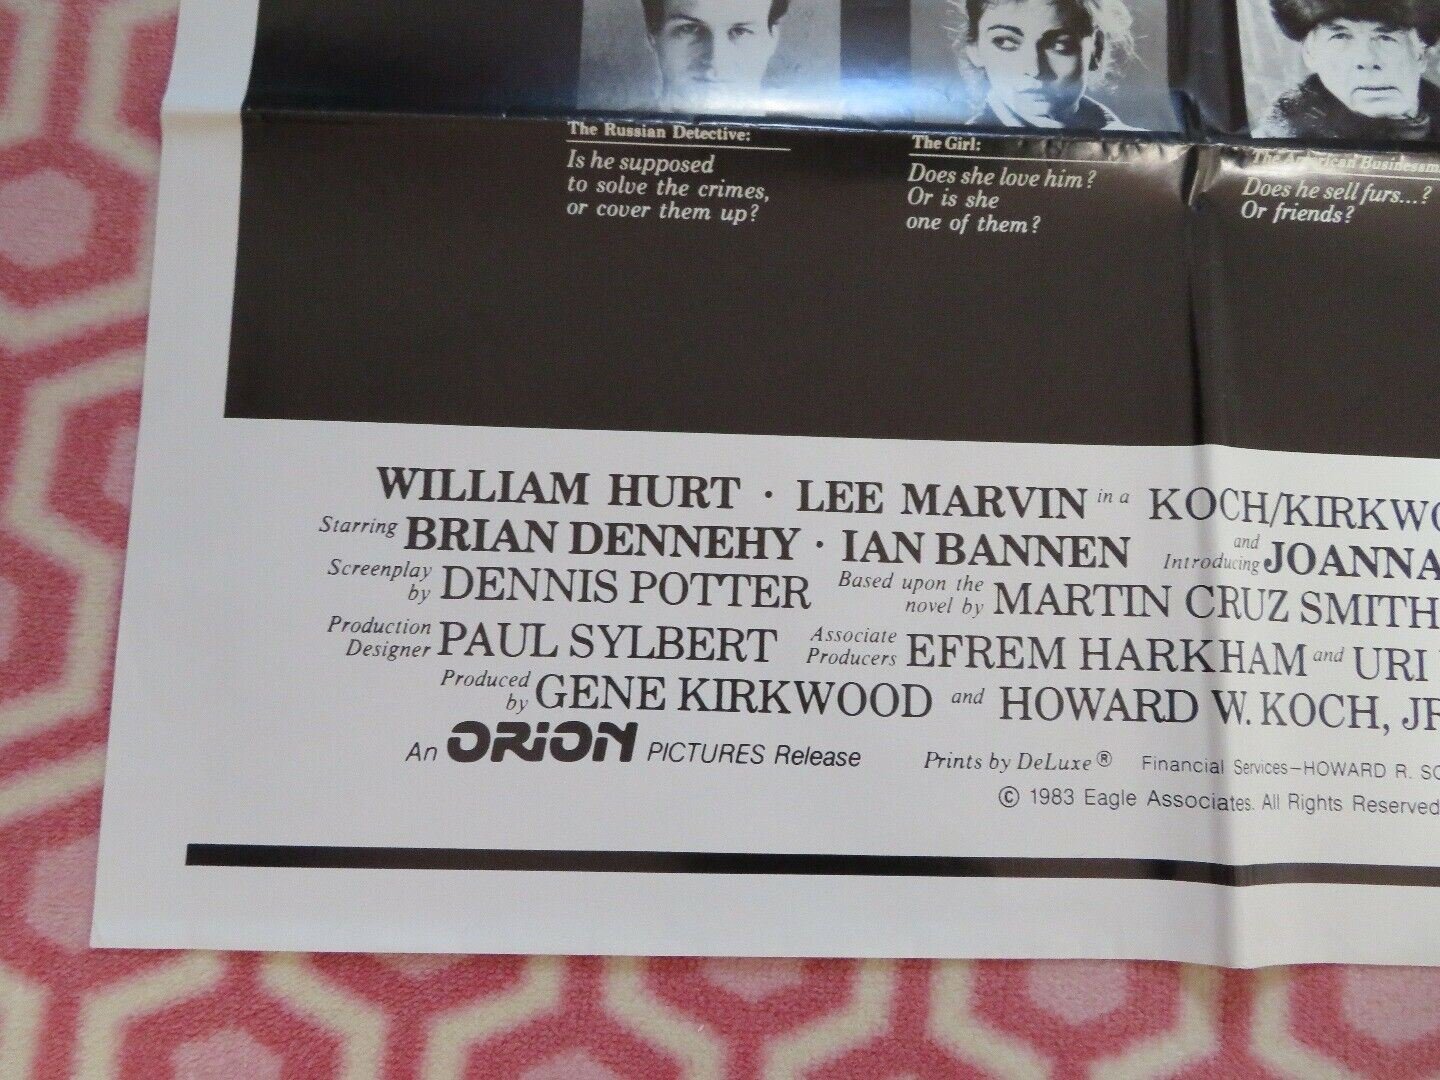 The Russian Detective:
Is he supposed
to solve the crimes,
or cover them up?
The Girl:
Does she love him?
Or is she
one of them?
The American Businessm
Does he sell furs...?
Or friends?
WILLIAM HURT · LEE MARVIN in a KOCH/KIRKWO
Starring BRIAN DENNEHY · IAN BANNEN and Introducing JOANNA
Screenplay by DENNIS POTTER Based upon the novel by MARTIN CRUZ SMITH
Production Designer PAUL SYLBERT Associate Producers EFREM HARKHAM and URI
Produced by GENE KIRKWOOD and HOWARD W. KOCH, JR
An ORION PICTURES Release Prints by DeLuxe® Financial Services—HOWARD R. SC
© 1983 Eagle Associates. All Rights Reserved